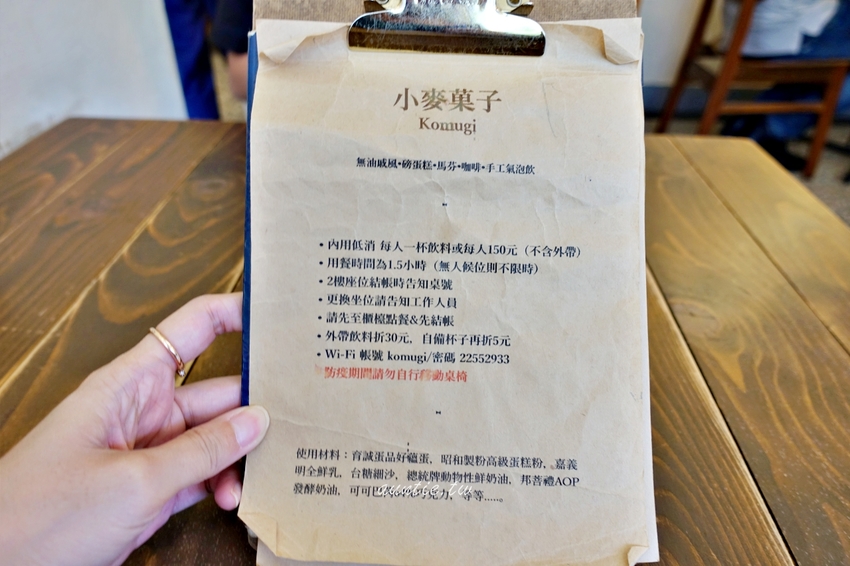 小麥菓子
Komugi
無油戚風•磅蛋糕•馬芬•咖啡•手工氣泡飲
• 內用低消 每人一杯飲料或每人150元（不含外帶）
• 用餐時間為1.5小時（無人候位則不限時）
• 2樓座位結帳時告知桌號
• 更換坐位請告知工作人員
• 請先至櫃檯點餐&先結帳
• 外帶飲料折30元，自備杯子再折5元
• Wi-Fi 帳號 komugi/密碼 22552933
防疫期間請勿自行移動桌椅
使用材料：育誠蛋品好蘊蛋，昭和製粉高級蛋糕粉，嘉義
明全鮮乳，台糖細沙，總統牌動物性鮮奶油，邦菩禮AOP
發酵奶油，可可巴 巧克力，等等.....。
auntie.tw